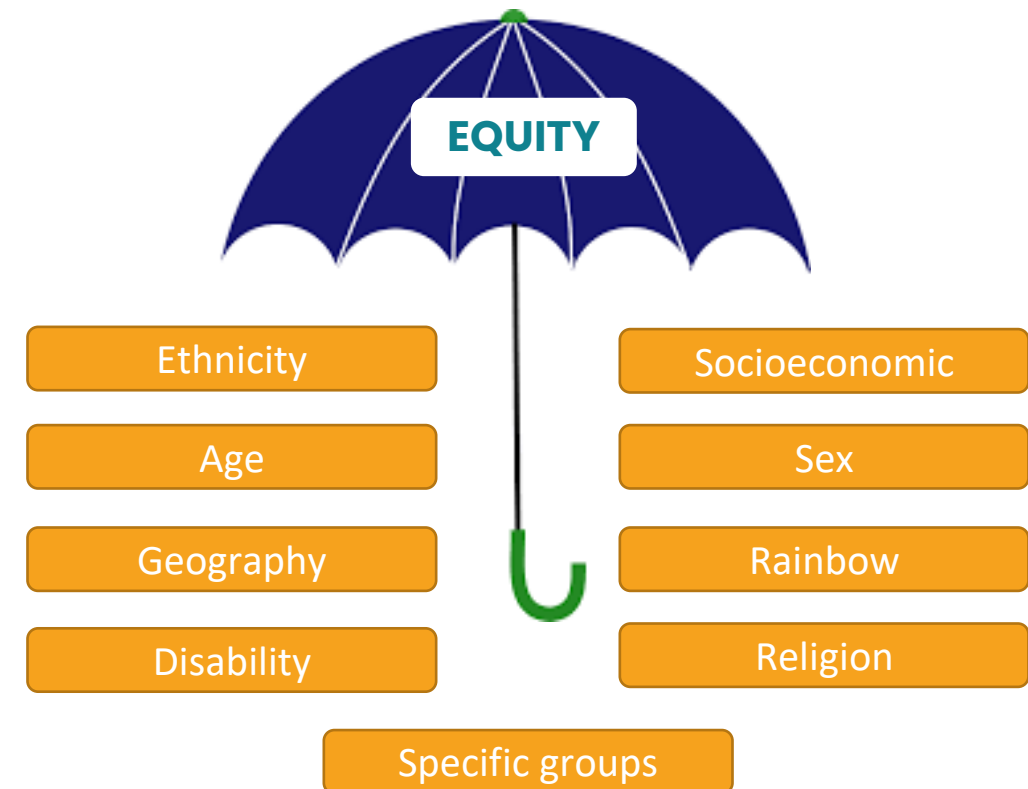 EQUITY
Ethnicity
Socioeconomic
Age
Sex
Geography
Rainbow
Disability
Religion
Specific groups